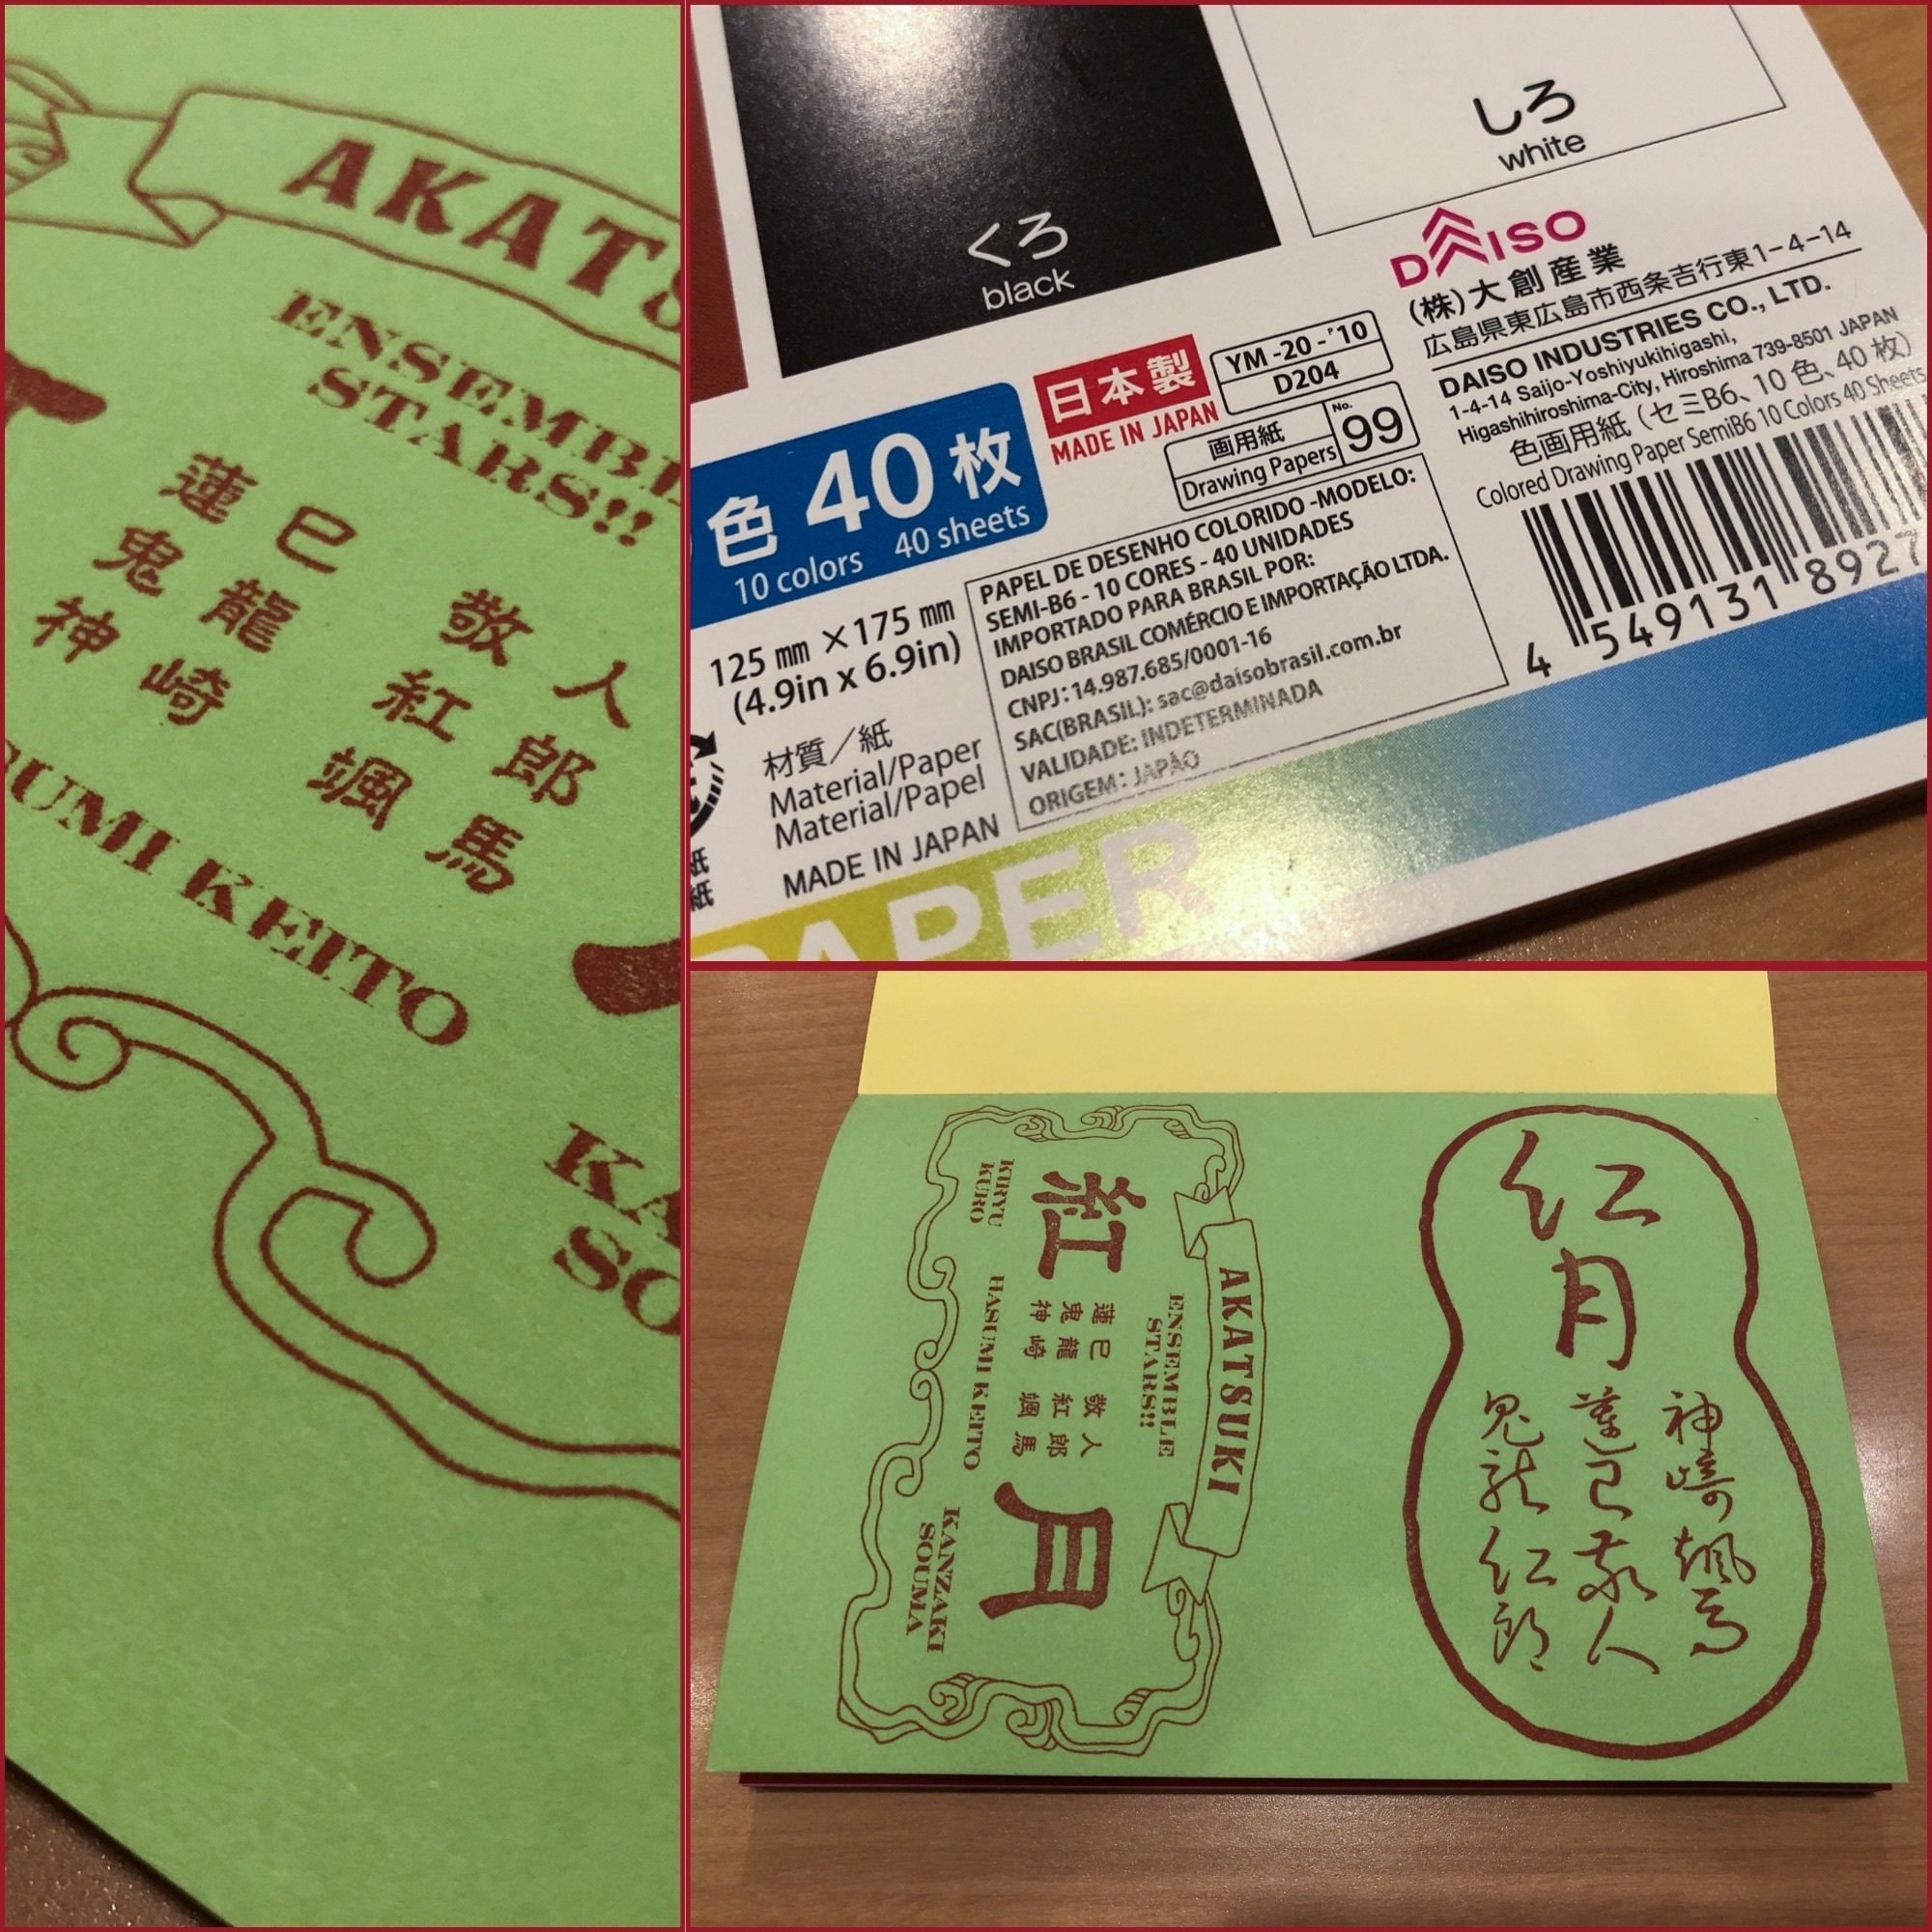 AKATS
ENSEMBL
STARS!!
蓮巳 敬人
鬼龍 紅郎
神崎 颯馬
SUMI KEITO
KA
SO
くろ
black
しろ
white
DAISO
(株)大創産業
広島県東広島市西条吉行東1-4-14
DAISO INDUSTRIES CO., LTD.
1-4-14 Saijo-Yoshiyukihigashi,
Higashihiroshima-City, Hiroshima 739-8501 JAPAN
色画用紙(セミB6、10色、40枚)
Colored Drawing Paper SemiB6 10 Colors 40 Sheets
4 549131 8927
日本製
MADE IN JAPAN
YM-20-'10
D204
画用紙
Drawing Papers
No.
99
色 40枚
10 colors 40 sheets
125㎜×175㎜
(4.9in x 6.9in)
材質/紙
Material/Paper
Material/Papel
MADE IN JAPAN
紙
紙
PAPEL DE DESENHO COLORIDO -MODELO:
SEMI-B6 - 10 CORES - 40 UNIDADES
IMPORTADO PARA BRASIL POR:
DAISO BRASIL COMÉRCIO E IMPORTAÇÃO LTDA.
CNPJ: 14.987.685/0001-16
SAC(BRASIL): sac@daisobrasil.com.br
VALIDADE: INDETERMINADA
ORIGEM: JAPÃO
PAPER
AKATSUKI
ENSEMBLE
STARS!!
紅月
蓮巳 敬人
鬼龍 紅郎
神崎 颯馬
KIRYU
KURO
HASUMI KEITO
KANZAKI
SOUMA
紅月
神崎颯馬
蓮巳敬人
鬼龍紅郎